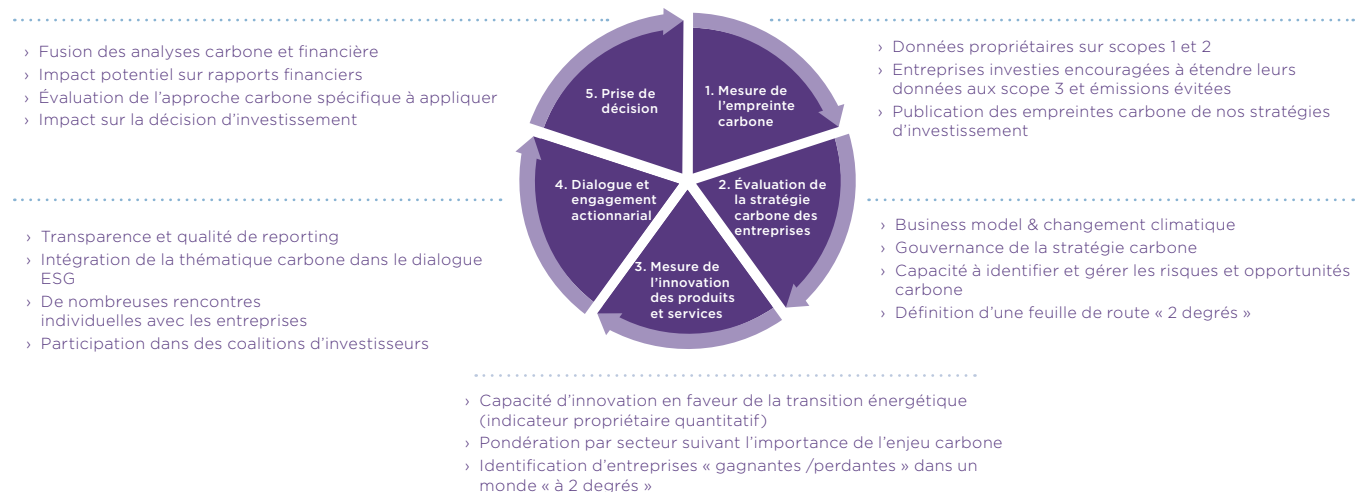 1. Mesure de
l'empreinte
carbone
› Données propriétaires sur scopes 1 et 2
› Entreprises investies encouragées à étendre leurs
données aux scope 3 et émissions évitées
› Publication des empreintes carbone de nos stratégies
d'investissement
2. Évaluation de
la stratégie
carbone des
entreprises
› Business model & changement climatique
› Gouvernance de la stratégie carbone
› Capacité à identifier et gérer les risques et opportunités
carbone
› Définition d'une feuille de route « 2 degrés »
3. Mesure de
l'innovation
des produits
et services
› Capacité d'innovation en faveur de la transition énergétique
(indicateur propriétaire quantitatif)
› Pondération par secteur suivant l'importance de l'enjeu carbone
› Identification d'entreprises « gagnantes /perdantes » dans un
monde « à 2 degrés »
4. Dialogue et
engagement
actionnarial
› Transparence et qualité de reporting
› Intégration de la thématique carbone dans le dialogue
ESG
› De nombreuses rencontres
individuelles avec les entreprises
› Participation dans des coalitions d'investisseurs
5. Prise de
décision
› Fusion des analyses carbone et financière
› Impact potentiel sur rapports financiers
› Évaluation de l'approche carbone spécifique à appliquer
› Impact sur la décision d'investissement